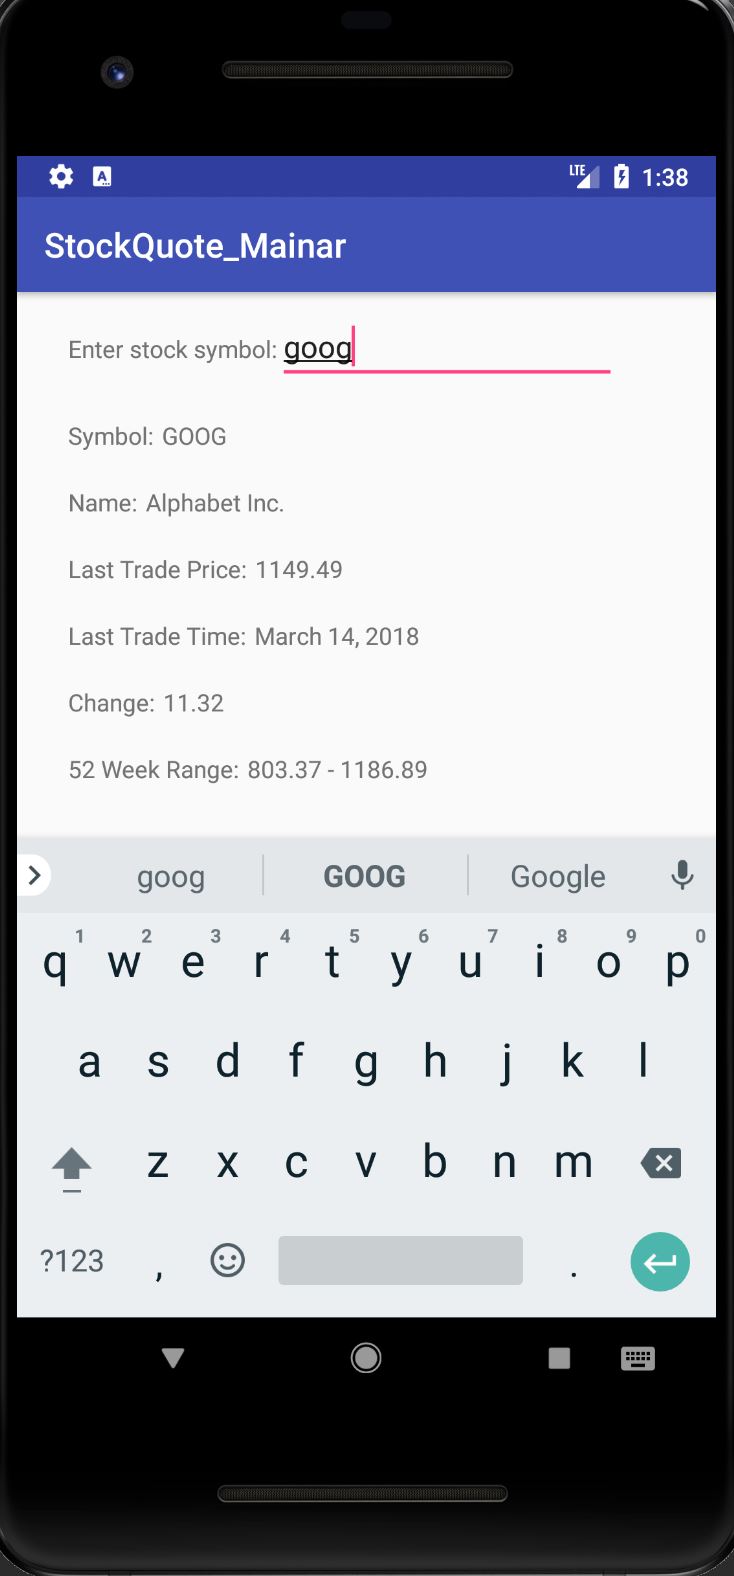 LTE 1:38
StockQuote_Mainar
Enter stock symbol: goog
Symbol: GOOG
Name: Alphabet Inc.
Last Trade Price: 1149.49
Last Trade Time: March 14, 2018
Change: 11.32
52 Week Range: 803.37 - 1186.89
goog GOOG Google
1 2 3 4 5 6 7 8 9 0
q w e r t y u i o p
a s d f g h j k l
z x c v b n m
?123 , .